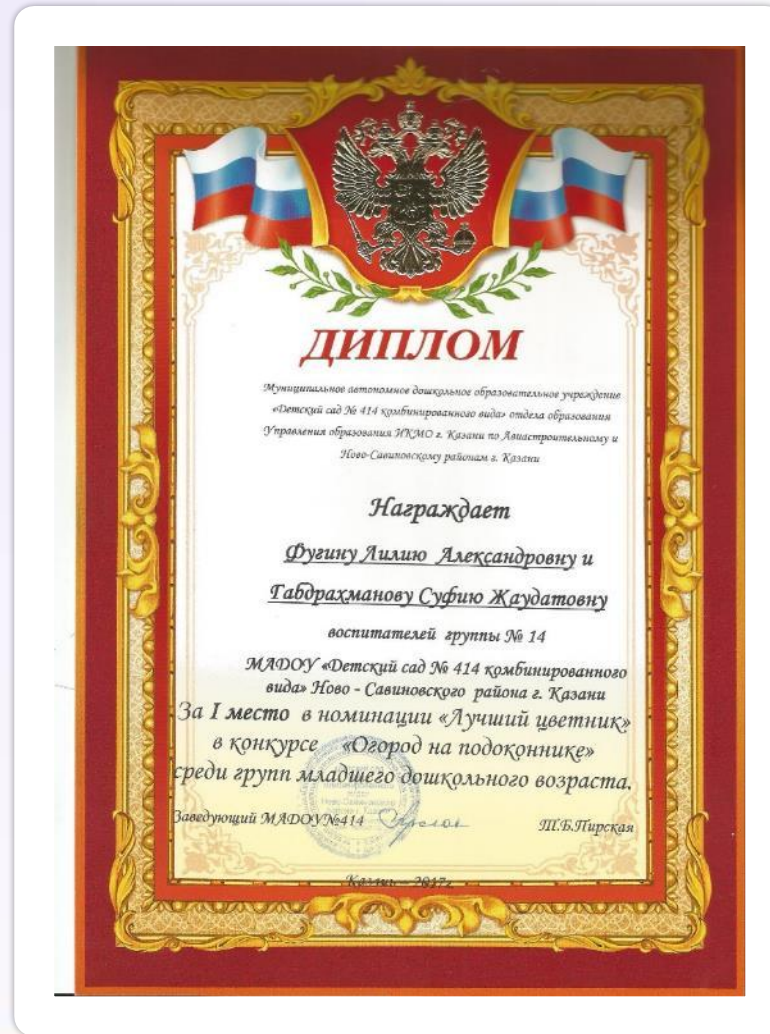 ДИПЛОМ
Муниципальное автономное дошкольное образовательное учреждение
«Детский сад № 414 комбинированного вида» отдела образования
Управления образования ИКМО г. Казани по Авиастроительному и
Ново-Савиновскому районам г. Казани
Награждает
Фугину Лилию Александровну и
Габдрахманову Суфию Жаудатовну
воспитателей группы № 14
МАДОУ «Детский сад № 414 комбинированного
вида» Ново - Савиновского района г. Казани
За I место в номинации «Лучший цветник»
в конкурсе «Огород на подоконнике»
среди групп младшего дошкольного возраста.
Заведующий МАДОУ№414 Т.Б.Пирская
Казань – 2017г.